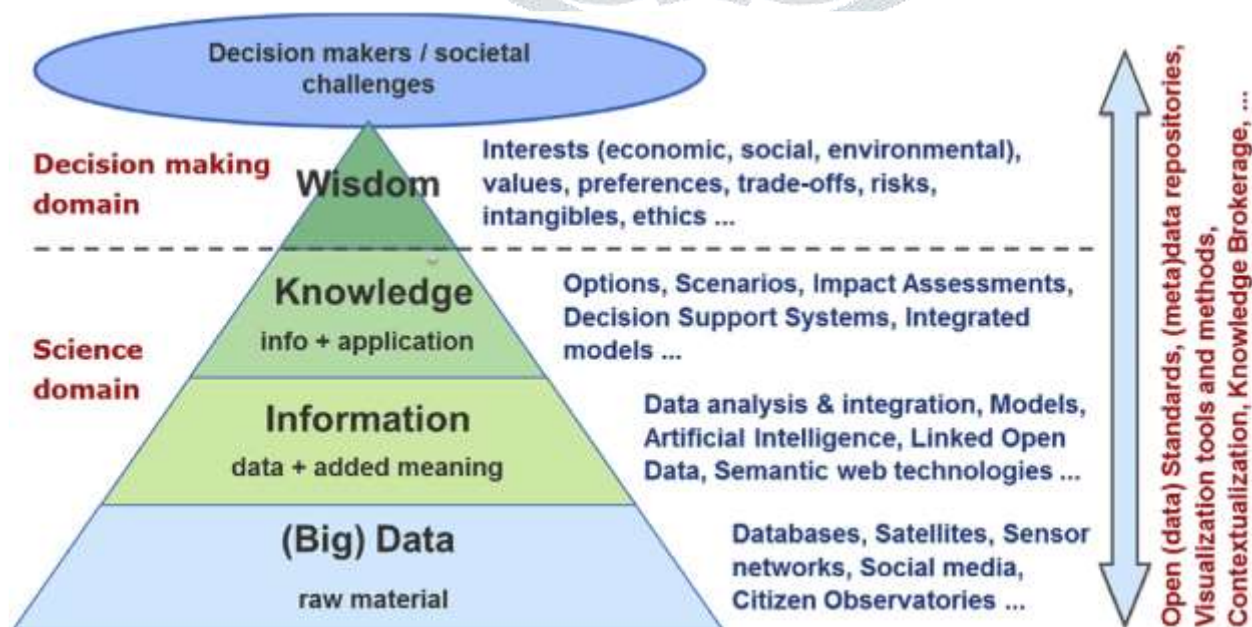 Decision makers / societal
challenges
Decision making
domain
Wisdom
Interests (economic, social, environmental),
values, preferences, trade-offs, risks,
intangibles, ethics ...
Science
domain
Knowledge
info + application
Options, Scenarios, Impact Assessments,
Decision Support Systems, Integrated
models ...
Information
data + added meaning
Data analysis & integration, Models,
Artificial Intelligence, Linked Open
Data, Semantic web technologies ...
(Big) Data
raw material
Databases, Satellites, Sensor
networks, Social media,
Citizen Observatories ...
Open (data) Standards, (meta)data repositories,
Visualization tools and methods,
Contextualization, Knowledge Brokerage, ...